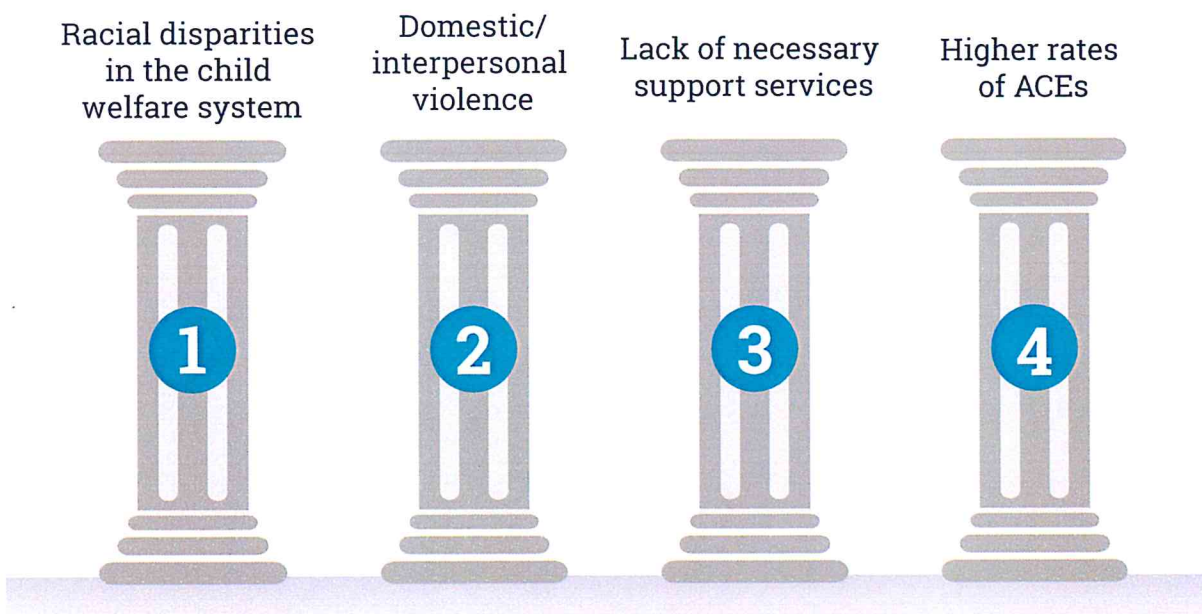 Racial disparities
in the child
welfare system
Domestic/
interpersonal
violence
Lack of necessary
support services
Higher rates
of ACEs
1
2
3
4